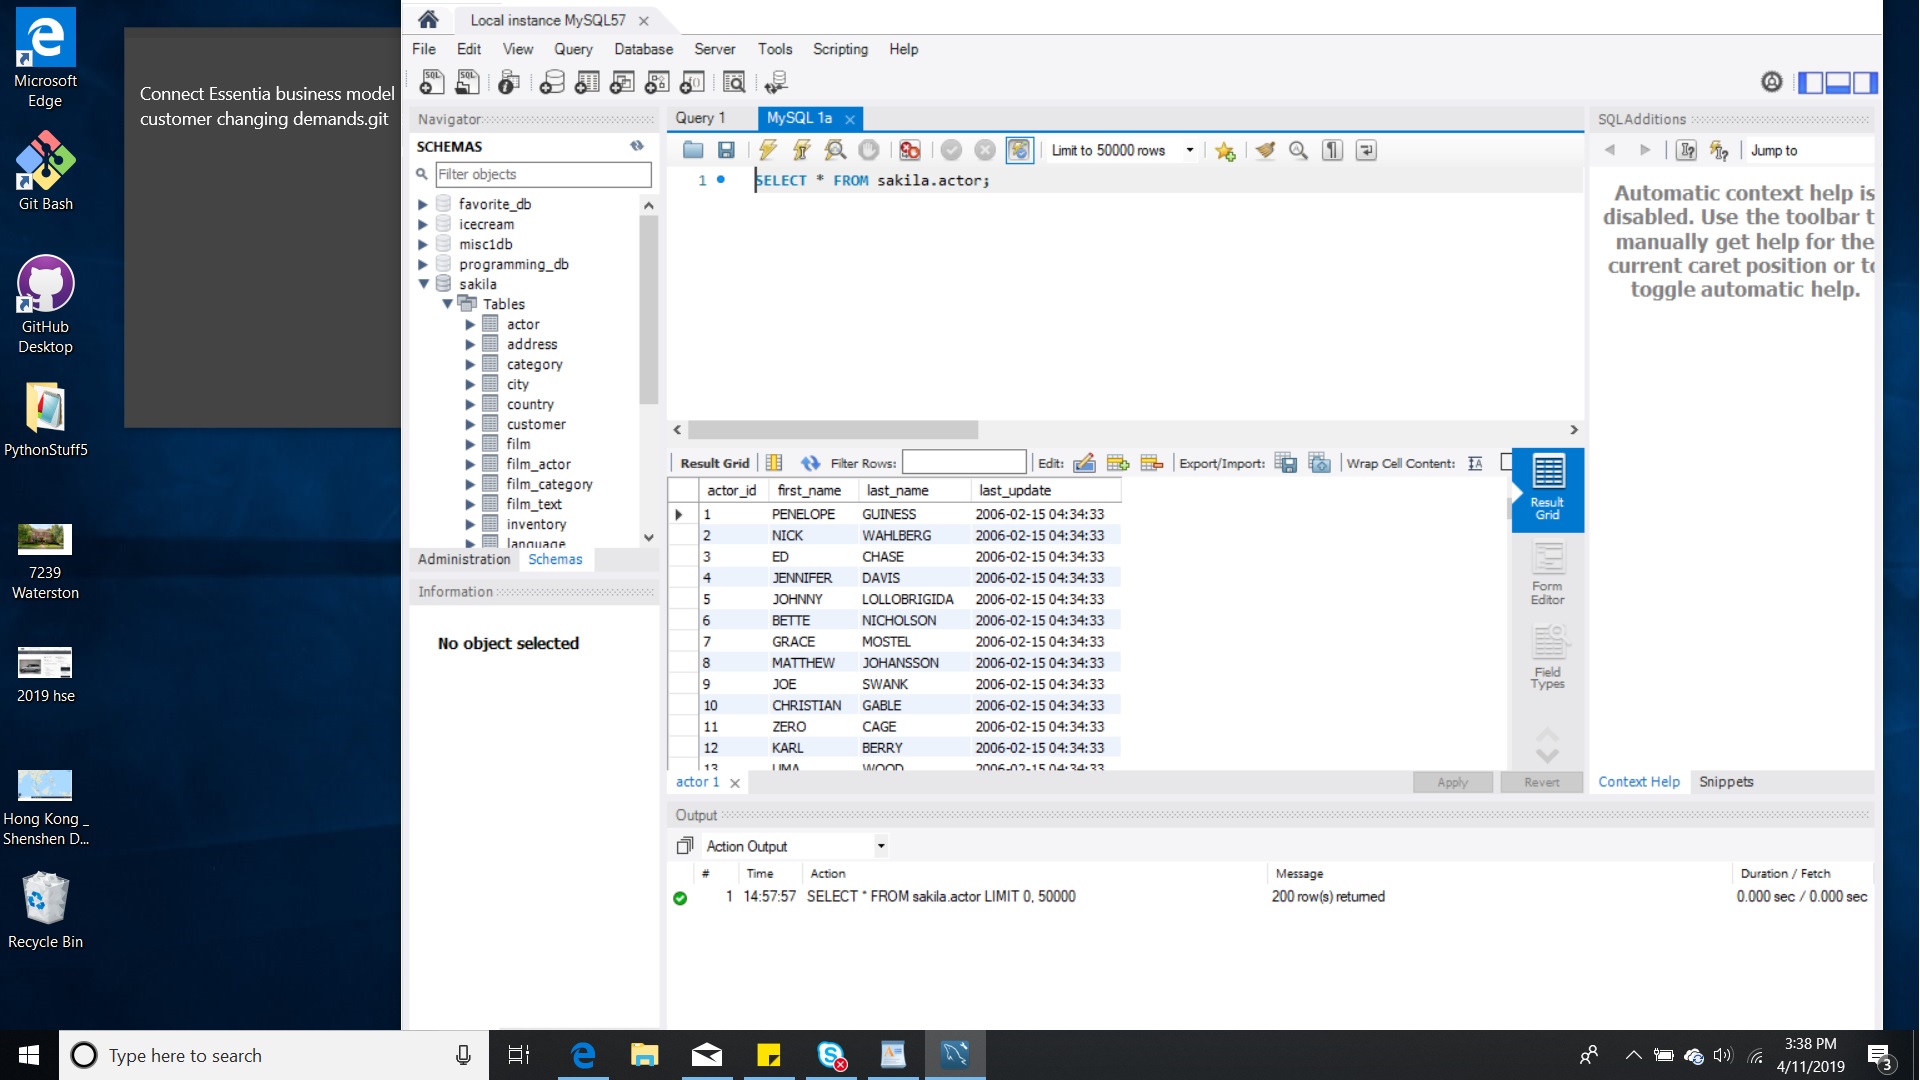 Microsoft
Edge
Git Bash
GitHub
Desktop
PythonStuff5
7239
Waterston
2019 hse
Hong Kong _
Shenshen D...
Recycle Bin
Connect Essentia business model
customer changing demands.git
Local instance MySQL57
File Edit View Query Database Server Tools Scripting Help
Navigator
SCHEMAS
Filter objects
favorite_db
icecream
misc1db
programming_db
sakila
Tables
actor
address
category
city
country
customer
film
film_actor
film_category
film_text
inventory
language
Administration Schemas
Information
No object selected
Query 1 MySQL 1a
Limit to 50000 rows
1 SELECT * FROM sakila.actor;
Result Grid Filter Rows: Edit: Export/Import: Wrap Cell Content:
actor_id first_name last_name last_update
1 PENELOPE GUINESS 2006-02-15 04:34:33
2 NICK WAHLBERG 2006-02-15 04:34:33
3 ED CHASE 2006-02-15 04:34:33
4 JENNIFER DAVIS 2006-02-15 04:34:33
5 JOHNNY LOLLOBRIGIDA 2006-02-15 04:34:33
6 BETTE NICHOLSON 2006-02-15 04:34:33
7 GRACE MOSTEL 2006-02-15 04:34:33
8 MATTHEW JOHANSSON 2006-02-15 04:34:33
9 JOE SWANK 2006-02-15 04:34:33
10 CHRISTIAN GABLE 2006-02-15 04:34:33
11 ZERO CAGE 2006-02-15 04:34:33
12 KARL BERRY 2006-02-15 04:34:33
13 UMA WOOD 2006-02-15 04:34:33
Result
Grid
Form
Editor
Field
Types
actor 1 Apply Revert
SQLAdditions
Jump to
Automatic context help is
disabled. Use the toolbar t
manually get help for the
current caret position or to
toggle automatic help.
Context Help Snippets
Output
Action Output
# Time Action Message Duration / Fetch
1 14:57:57 SELECT * FROM sakila.actor LIMIT 0, 50000 200 row(s) returned 0.000 sec / 0.000 sec
Type here to search
3:38 PM
4/11/2019
3